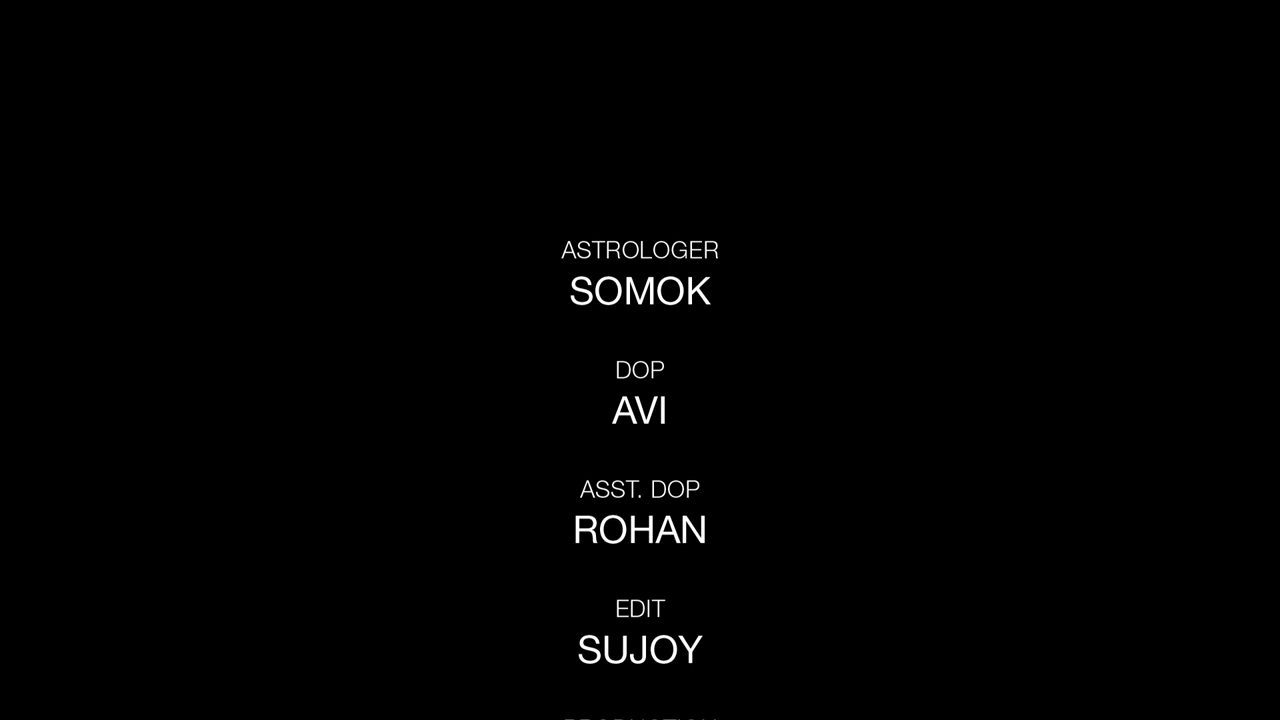 ASTROLOGER
SOMOK
DOP
AVI
ASST. DOP
ROHAN
EDIT
SUJOY